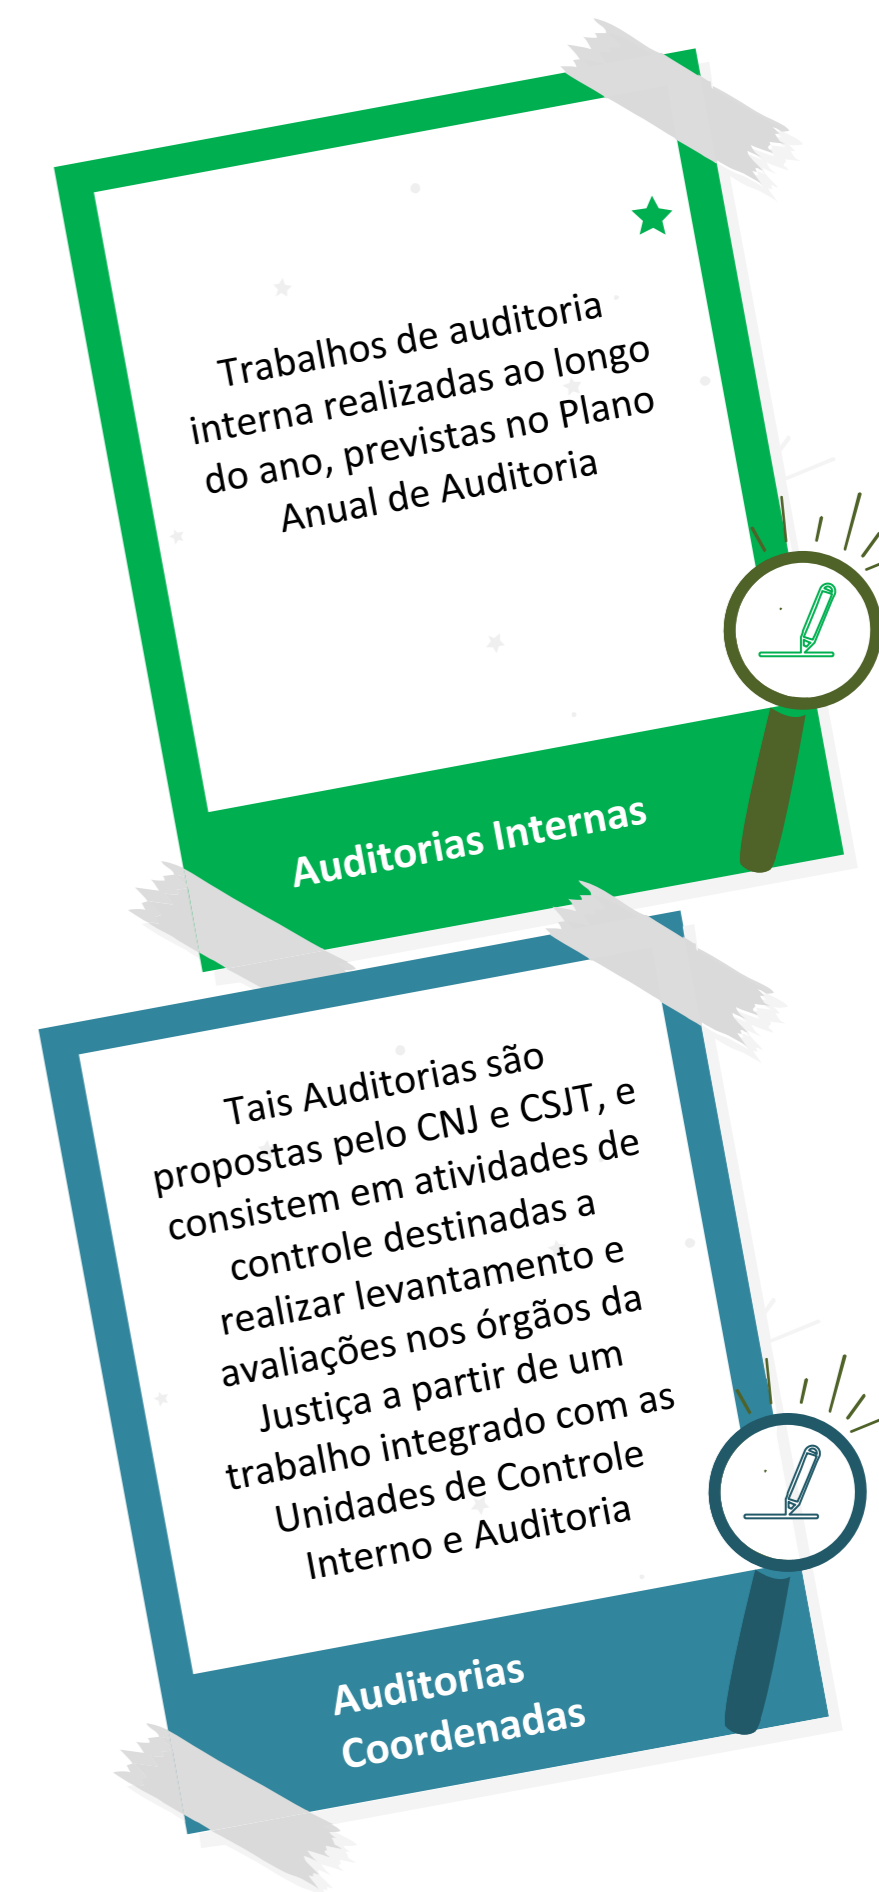 Trabalhos de auditoria
interna realizadas ao longo
do ano, previstas no Plano
Anual de Auditoria
Auditorias Internas
Tais Auditorias são
propostas pelo CNJ e CSJT, e
consistem em atividades de
controle destinadas a
realizar levantamento e
avaliações nos órgãos da
Justiça a partir de um
trabalho integrado com as
Unidades de Controle
Interno e Auditoria
Auditorias
Coordenadas